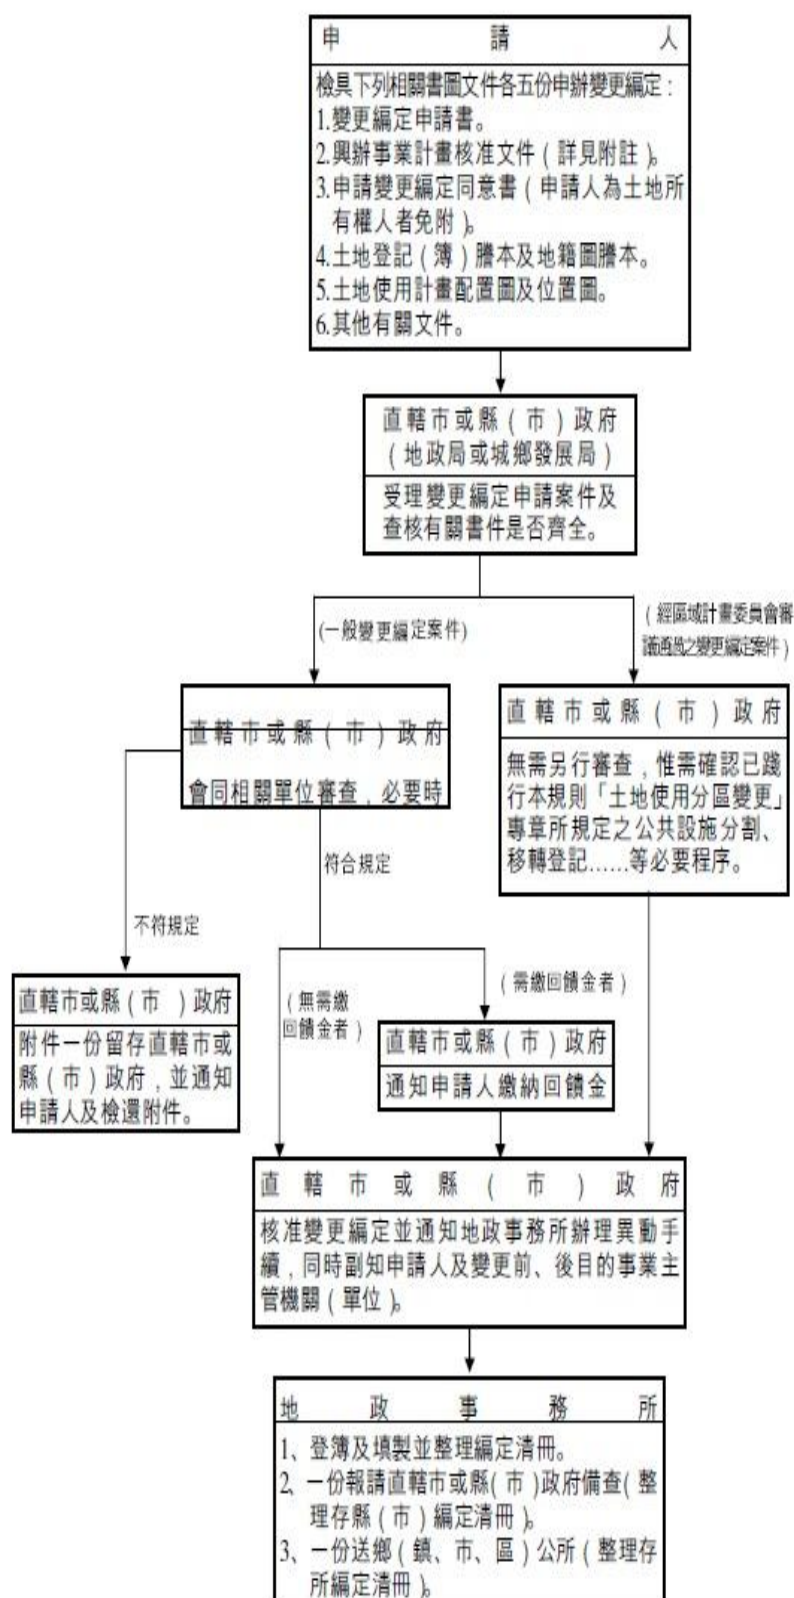 申請人
檢具下列相關書圖文件各五份申辦變更編定：
1.變更編定申請書。
2.興辦事業計畫核准文件（詳見附註）。
3.申請變更編定同意書（申請人為土地所
有權人者免附）。
4.土地登記（簿）謄本及地籍圖謄本。
5.土地使用計畫配置圖及位置圖。
6.其他有關文件。
直轄市或縣（市）政府
（地政局或城鄉發展局）
受理變更編定申請案件及
查核有關書件是否齊全。
(一般變更編定案件)
（經區域計畫委員會審
議通過之變更編定案件）
直轄市或縣（市）政府
會同相關單位審查，必要時
直轄市或縣（市）政府
無需另行審查，惟需確認已踐
行本規則「土地使用分區變更」
專章所規定之公共設施分割、
移轉登記……等必要程序。
符合規定
不符規定
直轄市或縣（市）政府
附件一份留存直轄市或
縣（市）政府，並通知
申請人及檢還附件。
（無需繳
回饋金者）
（需繳回饋金者）
直轄市或縣（市）政府
通知申請人繳納回饋金
直轄市或縣（市）政府
核准變更編定並通知地政事務所辦理異動手
續，同時副知申請人及變更前、後目的事業主
管機關（單位）。
地政事務所
1、登簿及填製並整理編定清冊。
2、一份報請直轄市或縣(市)政府備查(整
理存縣（市）編定清冊）。
3、一份送鄉（鎮、市、區）公所（整理存
所編定清冊）。